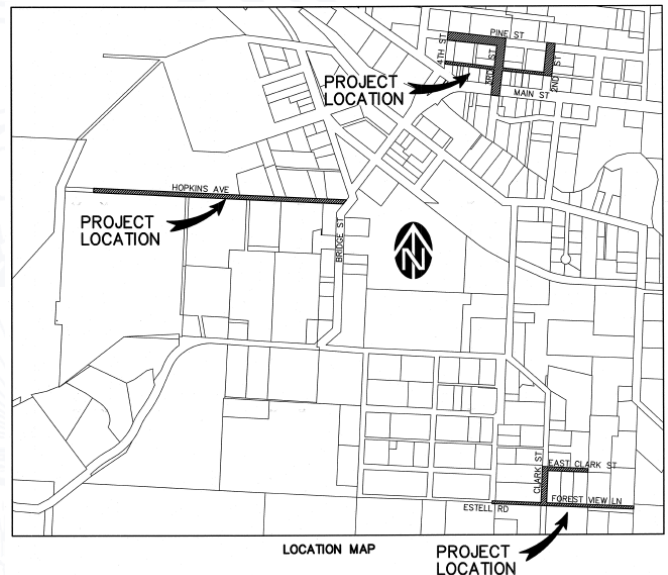 PINE ST
4TH ST
3RD ST
2ND ST
MAIN ST
PROJECT
LOCATION
HOPKINS AVE
PROJECT
LOCATION
BRIDGE ST
N
EAST CLARK ST
CLARK ST
FOREST VIEW LN
ESTELL RD
LOCATION MAP
PROJECT
LOCATION